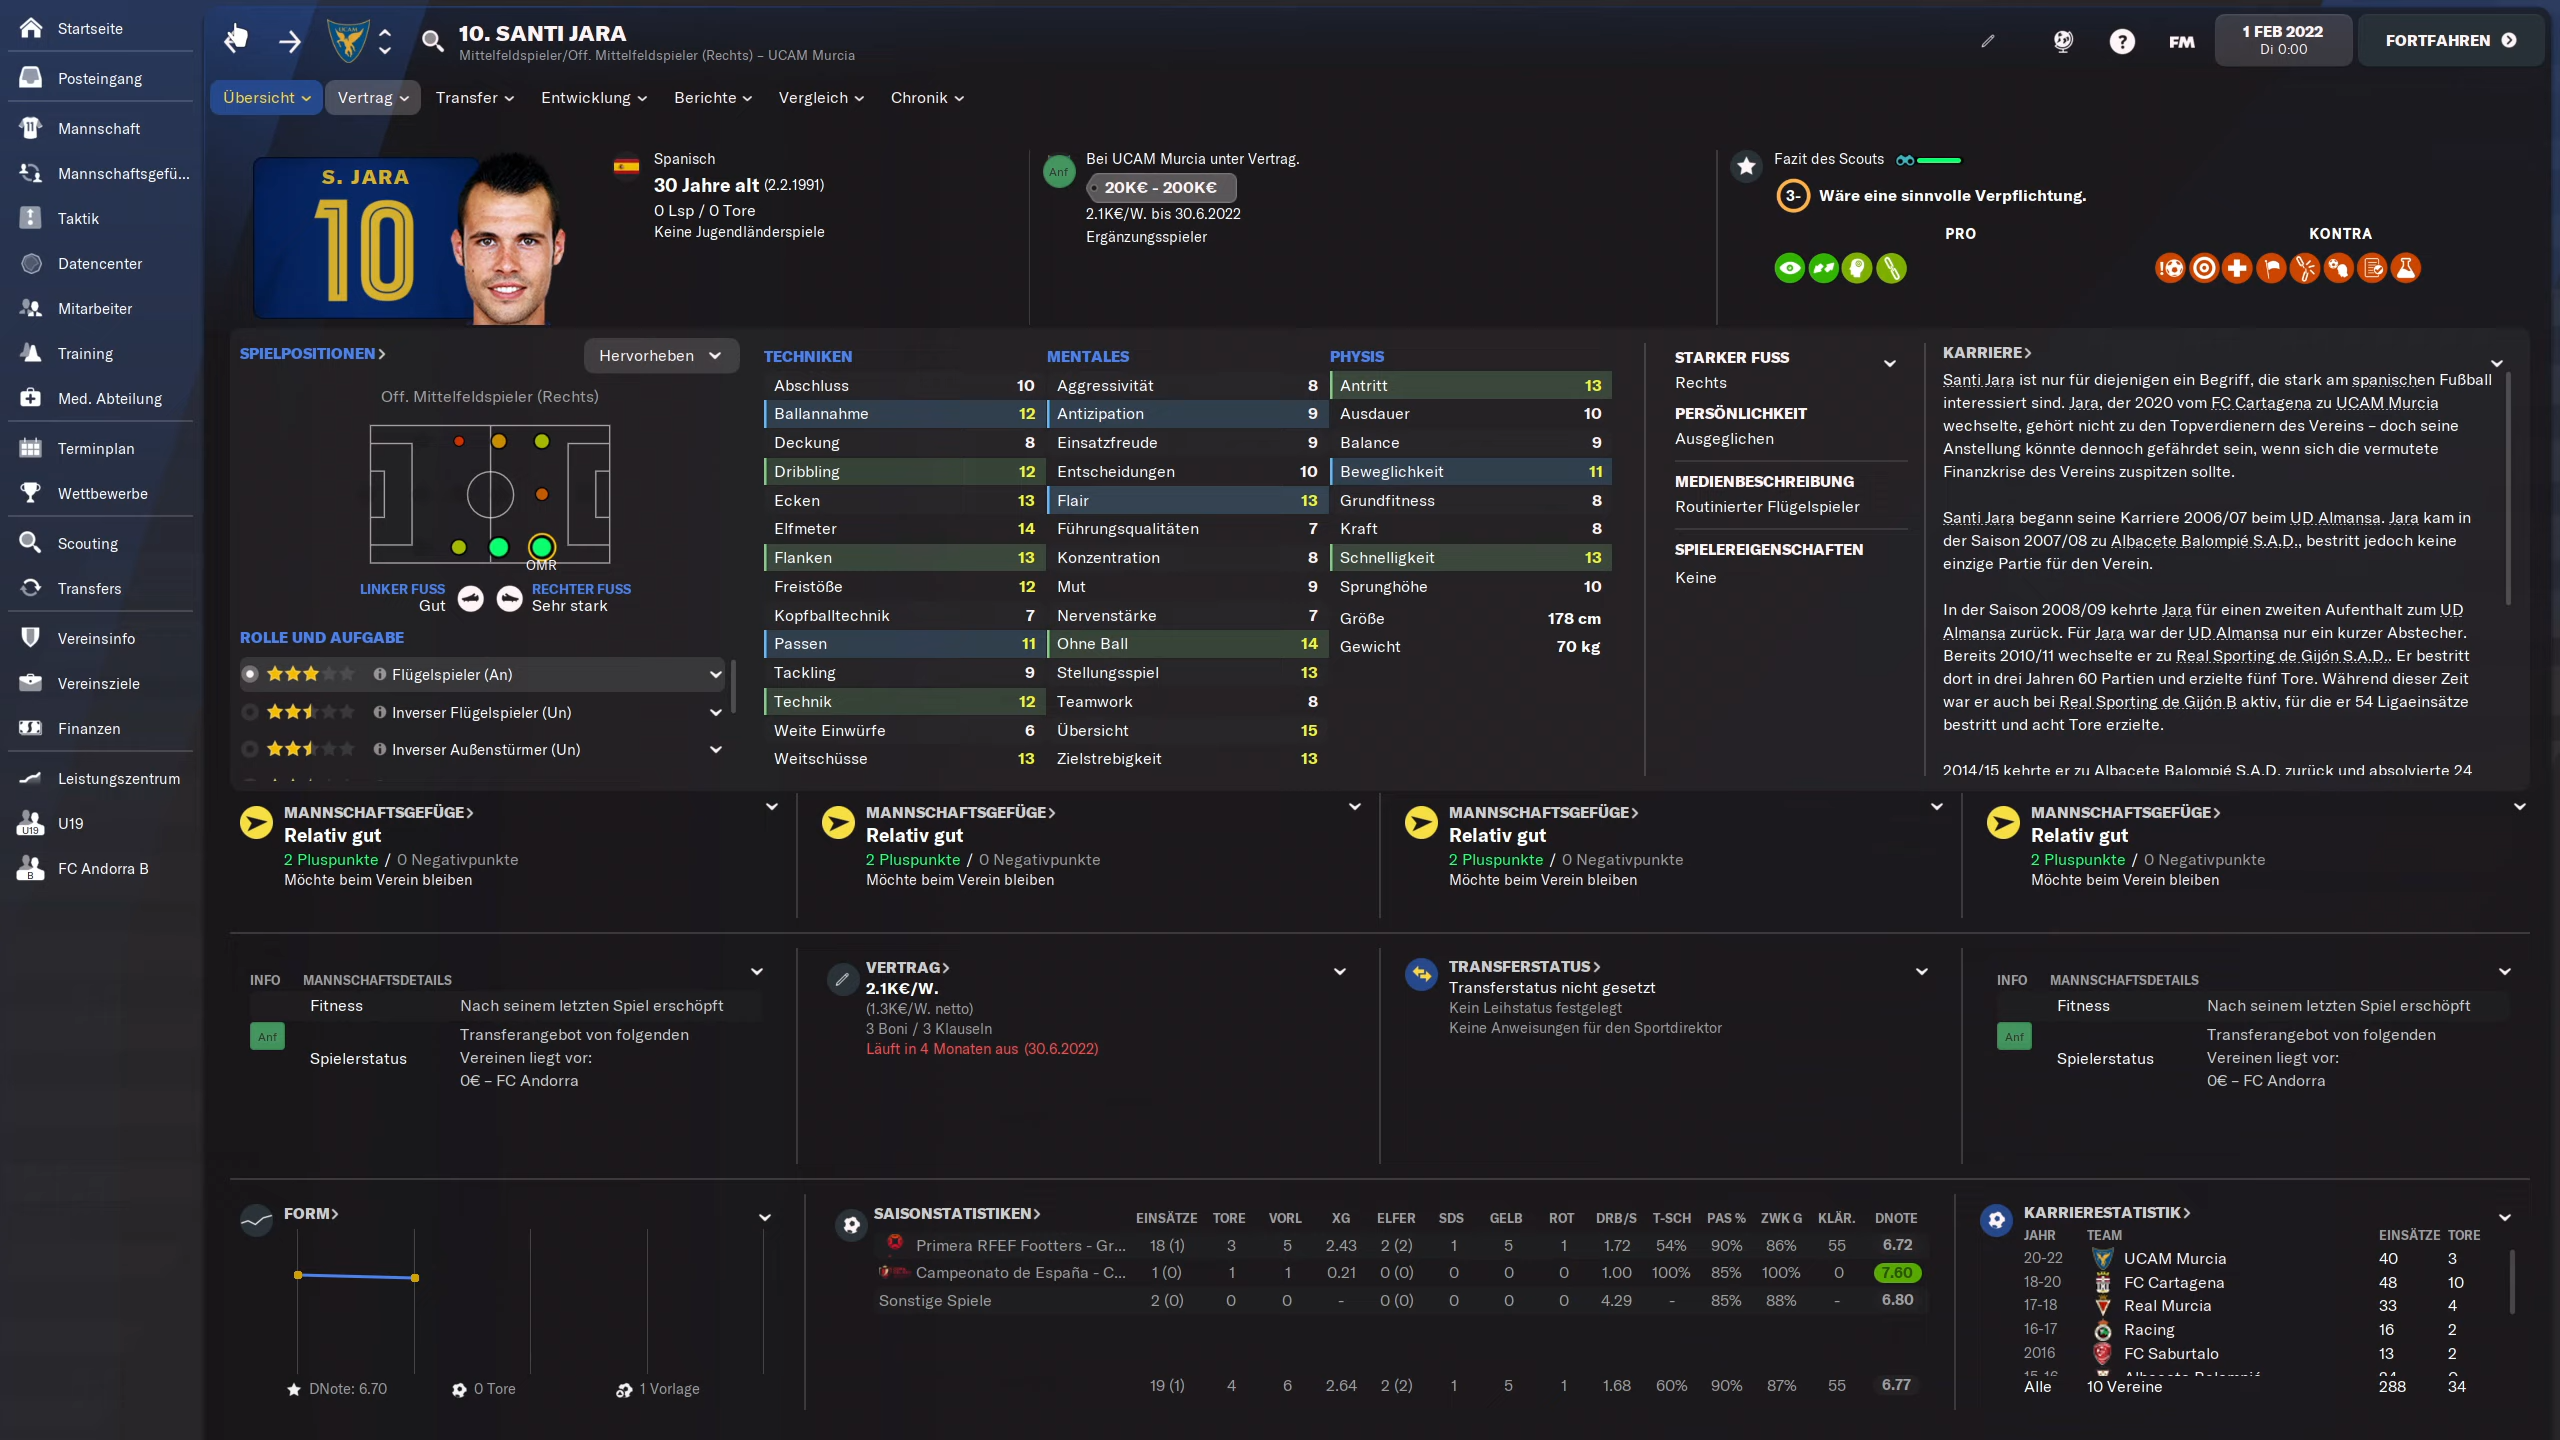 Startseite
Posteingang
Mannschaft
Mannschaftsgefü...
Taktik
Datencenter
Mitarbeiter
Training
Med. Abteilung
Terminplan
Wettbewerbe
Scouting
Transfers
Vereinsinfo
Vereinsziele
Finanzen
Leistungszentrum
U19
U19
FC Andorra B
B
10. SANTI JARA
Mittelfeldspieler/Off. Mittelfeldspieler (Rechts) – UCAM Murcia
FM
1 FEB 2022
Di 0:00
FORTFAHREN
Übersicht
Vertrag
Transfer
Entwicklung
Berichte
Vergleich
Chronik
S. JARA
10
Spanisch
30 Jahre alt (2.2.1991)
0 Lsp / 0 Tore
Keine Jugendländerspiele
Anf
Bei UCAM Murcia unter Vertrag.
20K€ - 200K€
2.1K€/W. bis 30.6.2022
Ergänzungsspieler
Fazit des Scouts
3- Wäre eine sinnvolle Verpflichtung.
PRO
KONTRA
SPIELPOSITIONEN
Hervorheben
Off. Mittelfeldspieler (Rechts)
OMR
LINKER FUSS
Gut
RECHTER FUSS
Sehr stark
ROLLE UND AUFGABE
Flügelspieler (An)
Inverser Flügelspieler (Un)
Inverser Außenstürmer (Un)
TECHNIKEN
Abschluss 10
Ballannahme 12
Deckung 8
Dribbling 12
Ecken 13
Elfmeter 14
Flanken 13
Freistöße 12
Kopfballtechnik 7
Passen 11
Tackling 9
Technik 12
Weite Einwürfe 6
Weitschüsse 13
MENTALES
Aggressivität 8
Antizipation 9
Einsatzfreude 9
Entscheidungen 10
Flair 13
Führungsqualitäten 7
Konzentration 8
Mut 9
Nervenstärke 7
Ohne Ball 14
Stellungsspiel 13
Teamwork 8
Übersicht 15
Zielstrebigkeit 13
PHYSIS
Antritt 13
Ausdauer 10
Balance 9
Beweglichkeit 11
Grundfitness 8
Kraft 8
Schnelligkeit 13
Sprunghöhe 10
Größe 178 cm
Gewicht 70 kg
STARKER FUSS
Rechts
PERSÖNLICHKEIT
Ausgeglichen
MEDIENBESCHREIBUNG
Routinierter Flügelspieler
SPIELEREIGENSCHAFTEN
Keine
KARRIERE
Santi Jara ist nur für diejenigen ein Begriff, die stark am spanischen Fußball
interessiert sind. Jara, der 2020 vom FC Cartagena zu UCAM Murcia
wechselte, gehört nicht zu den Topverdienern des Vereins – doch seine
Anstellung könnte dennoch gefährdet sein, wenn sich die vermutete
Finanzkrise des Vereins zuspitzen sollte.
Santi Jara begann seine Karriere 2006/07 beim UD Almansa. Jara kam in
der Saison 2007/08 zu Albacete Balompié S.A.D., bestritt jedoch keine
einzige Partie für den Verein.
In der Saison 2008/09 kehrte Jara für einen zweiten Aufenthalt zum UD
Almansa zurück. Für Jara war der UD Almansa nur ein kurzer Abstecher.
Bereits 2010/11 wechselte er zu Real Sporting de Gijón S.A.D.. Er bestritt
dort in drei Jahren 60 Partien und erzielte fünf Tore. Während dieser Zeit
war er auch bei Real Sporting de Gijón B aktiv, für die er 54 Ligaeinsätze
bestritt und acht Tore erzielte.
2014/15 kehrte er zu Albacete Balompié S.A.D. zurück und absolvierte 24
MANNSCHAFTSGEFÜGE
Relativ gut
2 Pluspunkte / 0 Negativpunkte
Möchte beim Verein bleiben
MANNSCHAFTSGEFÜGE
Relativ gut
2 Pluspunkte / 0 Negativpunkte
Möchte beim Verein bleiben
MANNSCHAFTSGEFÜGE
Relativ gut
2 Pluspunkte / 0 Negativpunkte
Möchte beim Verein bleiben
MANNSCHAFTSGEFÜGE
Relativ gut
2 Pluspunkte / 0 Negativpunkte
Möchte beim Verein bleiben
INFO MANNSCHAFTSDETAILS
Fitness Nach seinem letzten Spiel erschöpft
Anf
Spielerstatus
Transferangebot von folgenden
Vereinen liegt vor:
0€ – FC Andorra
VERTRAG
2.1K€/W.
(1.3K€/W. netto)
3 Boni / 3 Klauseln
Läuft in 4 Monaten aus (30.6.2022)
TRANSFERSTATUS
Transferstatus nicht gesetzt
Kein Leihstatus festgelegt
Keine Anweisungen für den Sportdirektor
INFO MANNSCHAFTSDETAILS
Fitness Nach seinem letzten Spiel erschöpft
Anf
Spielerstatus
Transferangebot von folgenden
Vereinen liegt vor:
0€ – FC Andorra
FORM
DNote: 6.70
0 Tore
1 Vorlage
SAISONSTATISTIKEN EINSÄTZE TORE VORL XG ELFER SDS GELB ROT DRB/S T-SCH PAS % ZWK G KLÄR. DNOTE
Primera RFEF Footters - Gr... 18 (1) 3 5 2.43 2 (2) 1 5 1 1.72 54% 90% 86% 55 6.72
Campeonato de España - C... 1 (0) 1 1 0.21 0 (0) 0 0 0 1.00 100% 85% 100% 0 7.60
Sonstige Spiele 2 (0) 0 0 - 0 (0) 0 0 0 4.29 - 85% 88% - 6.80
19 (1) 4 6 2.64 2 (2) 1 5 1 1.68 60% 90% 87% 55 6.77
KARRIERESTATISTIK
JAHR TEAM EINSÄTZE TORE
20-22 UCAM Murcia 40 3
18-20 FC Cartagena 48 10
17-18 Real Murcia 33 4
16-17 Racing 16 2
2016 FC Saburtalo 13 2
Alle 10 Vereine 288 34